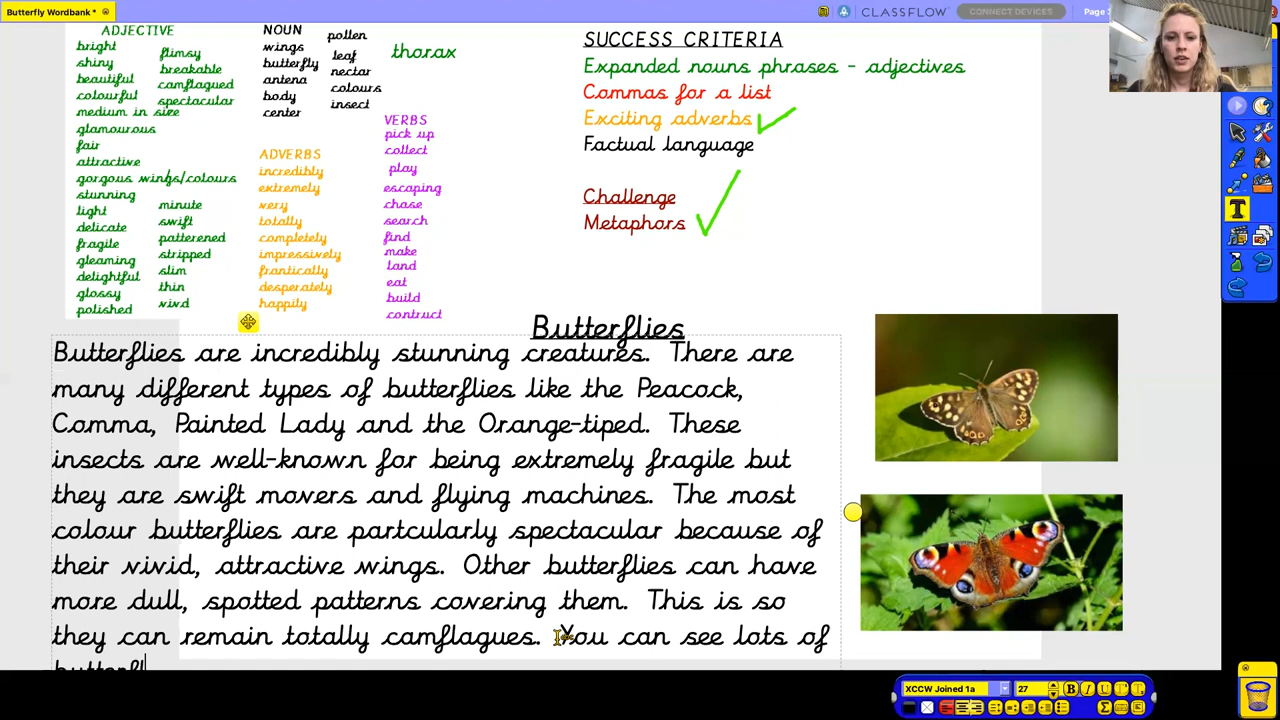 Butterfly Wordbank *
CLASSFLOW
CONNECT DEVICES
ADJECTIVE
bright
shiny
beautiful
colourful
medium in size
glamourous
fair
attractive
gorgous wings/colours
stunning
light
delicate
fragile
gleaming
delightful
glossy
polished
flimsy
breakable
camflagued
spectacular
minute
swift
patterened
stripped
slim
thin
vivd
NOUN
wings
butterfly
antena
body
center
pollen
leaf
nectar
colours
insect
thorax
ADVERBS
incredibly
extremely
very
totally
completely
impressively
frantically
desperately
happily
VERBS
pick up
collect
play
escaping
chase
search
find
make
land
eat
build
contruct
SUCCESS CRITERIA
Expanded nouns phrases - adjectives
Commas for a list
Exciting adverbs
Factual language
Challenge
Metaphors
Butterflies
Butterflies are incredibly stunning creatures. There are
many different types of butterflies like the Peacock,
Comma, Painted Lady and the Orange-tiped. These
insects are well-known for being extremely fragile but
they are swift movers and flying machines. The most
colour butterflies are partcularly spectacular because of
their vivid, attractive wings. Other butterflies can have
more dull, spotted patterns covering them. This is so
they can remain totally camflagues. You can see lots of
butterfl
XCCW Joined 1a
27